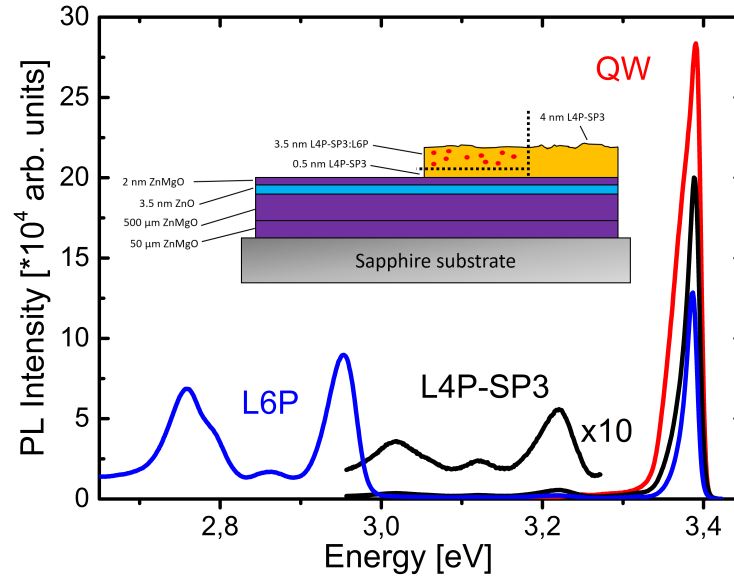 PL Intensity [*10⁴ arb. units]
30
25
20
15
10
5
0
QW
4 nm L4P-SP3
3.5 nm L4P-SP3:L6P
0.5 nm L4P-SP3
2 nm ZnMgO
3.5 nm ZnO
500 µm ZnMgO
50 µm ZnMgO
Sapphire substrate
L6P
L4P-SP3
x10
2,8
3,0
3,2
3,4
Energy [eV]